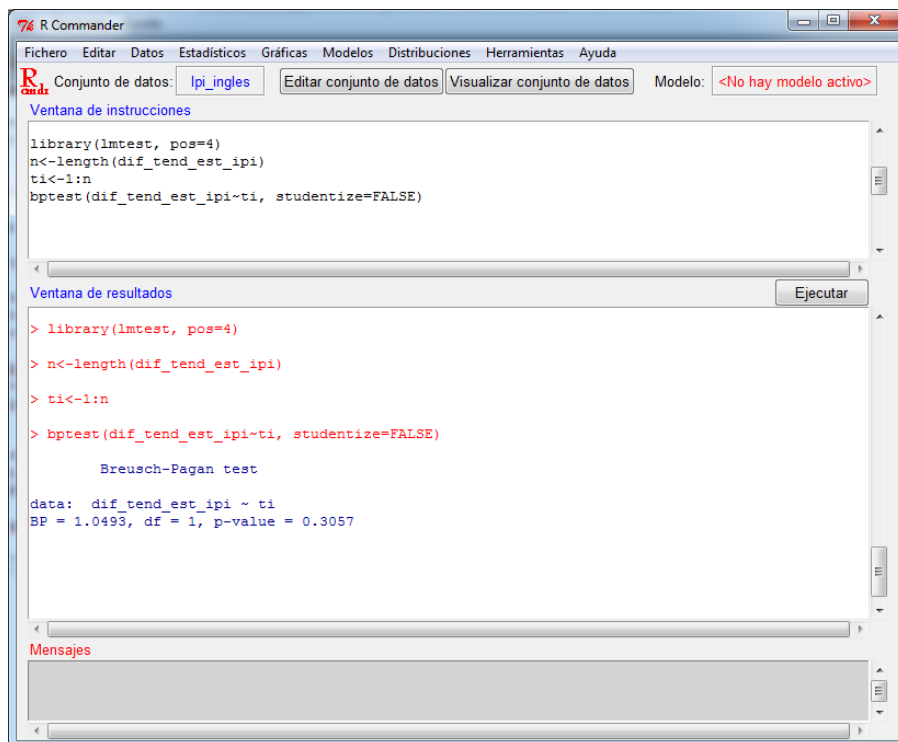 R Commander
Fichero Editar Datos Estadísticos Gráficas Modelos Distribuciones Herramientas Ayuda
R cmdr Conjunto de datos: Ipi_ingles Editar conjunto de datos Visualizar conjunto de datos Modelo: <No hay modelo activo>
Ventana de instrucciones
library(lmtest, pos=4)
n<-length(dif_tend_est_ipi)
ti<-1:n
bptest(dif_tend_est_ipi~ti, studentize=FALSE)
Ventana de resultados Ejecutar
> library(lmtest, pos=4)
> n<-length(dif_tend_est_ipi)
> ti<-1:n
> bptest(dif_tend_est_ipi~ti, studentize=FALSE)
Breusch-Pagan test
data: dif_tend_est_ipi ~ ti
BP = 1.0493, df = 1, p-value = 0.3057
Mensajes